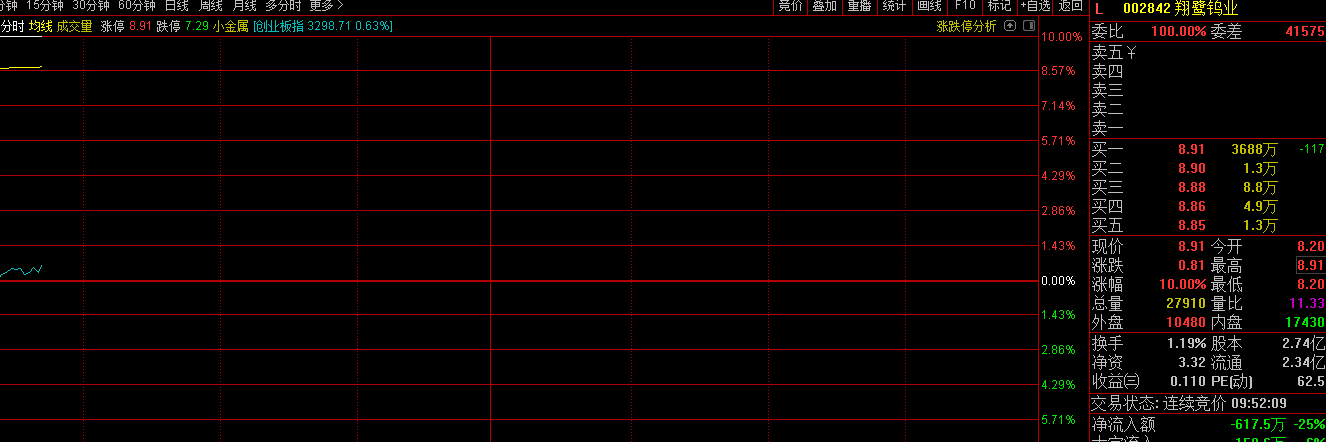 分钟 15分钟 30分钟 60分钟 日线 周线 月线 多分时 更多 竞价 叠加 重播 统计 画线 F10 标记 +自选 返回
分时 均线 成交量 涨停 8.91 跌停 7.29 小金属 [创业板指 3298.71 0.63%] 涨跌停分析
10.00%
8.57%
7.14%
5.71%
4.29%
2.86%
1.43%
0.00%
1.43%
2.86%
4.29%
5.71%
L 002842 翔鹭钨业
委比 100.00% 委差 41575
卖五 ¥
卖四
卖三
卖二
卖一
买一 8.91 3688万 -117
买二 8.90 1.3万
买三 8.88 8.8万
买四 8.86 4.9万
买五 8.85 1.3万
现价 8.91 今开 8.20
涨跌 0.81 最高 8.91
涨幅 10.00% 最低 8.20
总量 27910 量比 11.33
外盘 10480 内盘 17430
换手 1.19% 股本 2.74亿
净资 3.32 流通 2.34亿
收益㈢ 0.110 PE[动] 62.5
交易状态: 连续竞价 09:52:09
净流入额 -617.5万 -25%